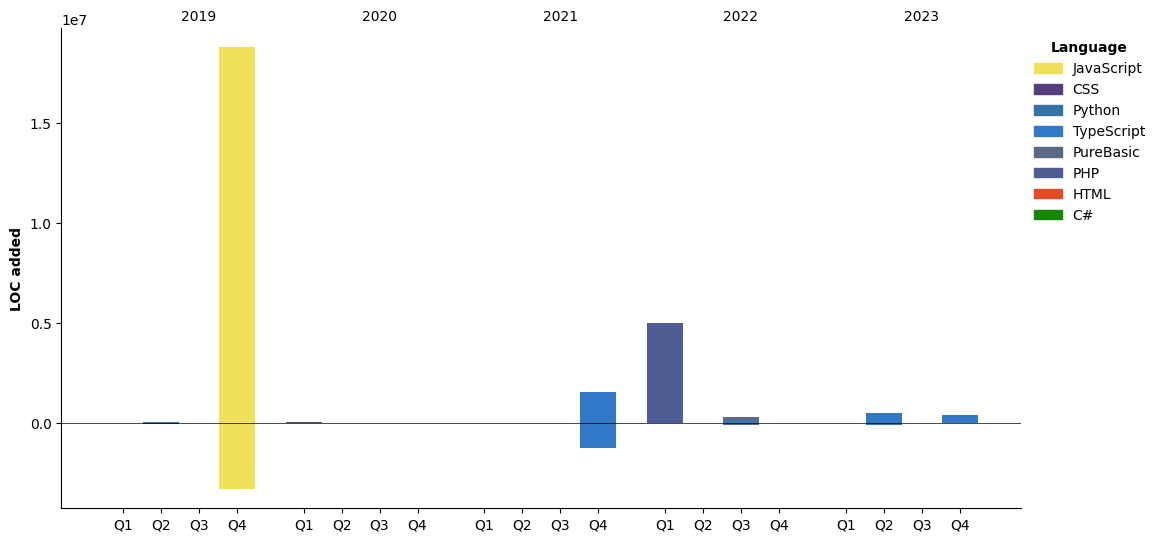 1e7
2019 2020 2021 2022 2023
Language
JavaScript
CSS
Python
TypeScript
PureBasic
PHP
HTML
C#
LOC added
1.5
1.0
0.5
0.0
Q1 Q2 Q3 Q4 Q1 Q2 Q3 Q4 Q1 Q2 Q3 Q4 Q1 Q2 Q3 Q4 Q1 Q2 Q3 Q4